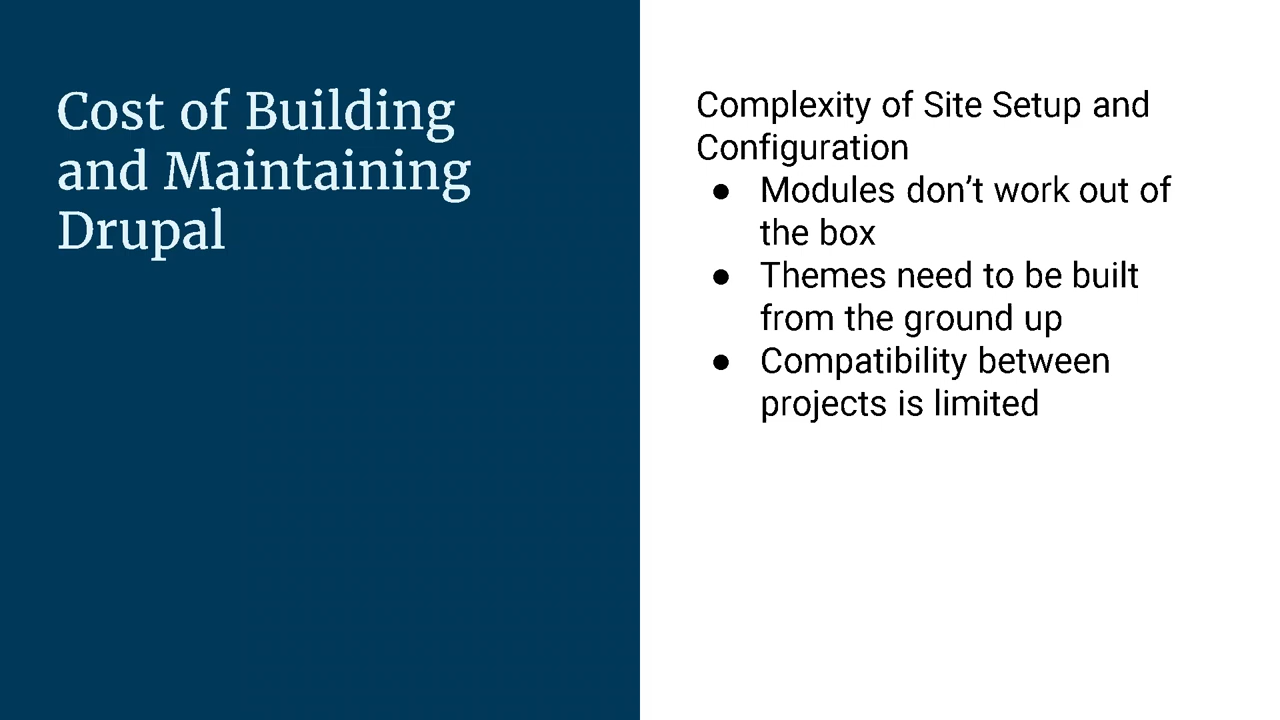 Cost of Building
and Maintaining
Drupal
Complexity of Site Setup and
Configuration
● Modules don’t work out of
the box
● Themes need to be built
from the ground up
● Compatibility between
projects is limited